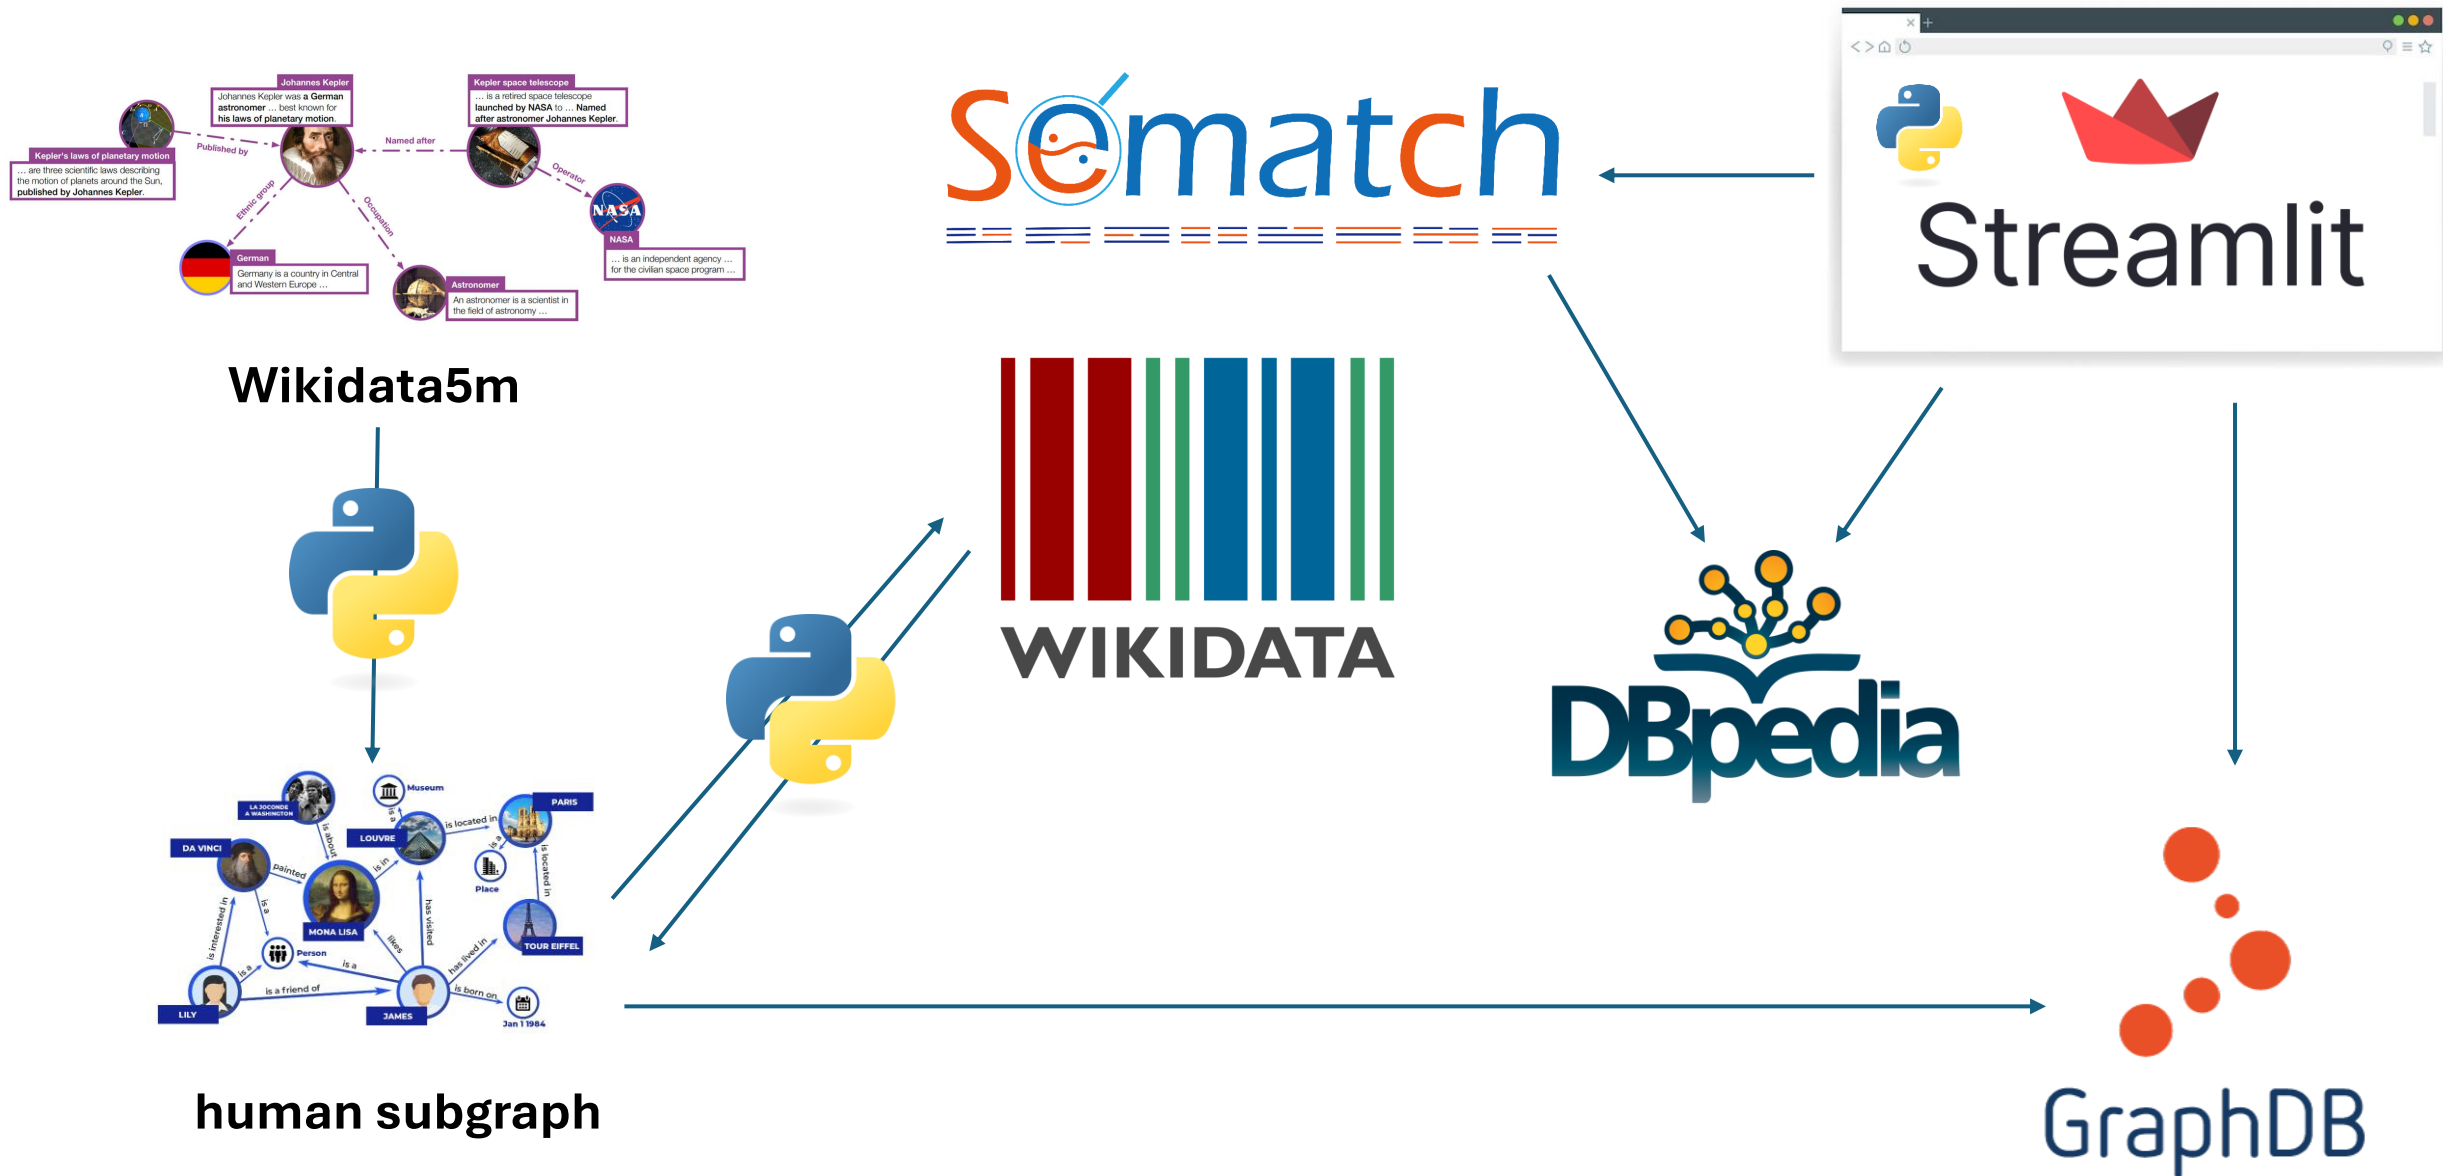 Johannes Kepler
Johannes Kepler was a German
astronomer ... best known for
his laws of planetary motion.
Kepler space telescope
... is a retired space telescope
launched by NASA to ... Named
after astronomer Johannes Kepler.
Published by
Named after
Operator
Kepler's laws of planetary motion
... are three scientific laws describing
the motion of planets around the Sun,
published by Johannes Kepler.
Ethnic group
Occupation
NASA
NASA
... is an independent agency ...
for the civilian space program ...
German
Germany is a country in Central
and Western Europe ...
Astronomer
An astronomer is a scientist in
the field of astronomy ...
Wikidata5m
Sematch
Streamlit
WIKIDATA
DBpedia
LA JOCONDE
A WASHINGTON
Museum
PARIS
is a
is located in
is about
LOUVRE
DA VINCI
painted
is in
is a
Place
is located in
is interested in
is a
has visited
MONA LISA
likes
TOUR EIFFEL
Person
has lived in
is a
is a
is a friend of
is born on
LILY
JAMES
Jan 1 1984
human subgraph
GraphDB